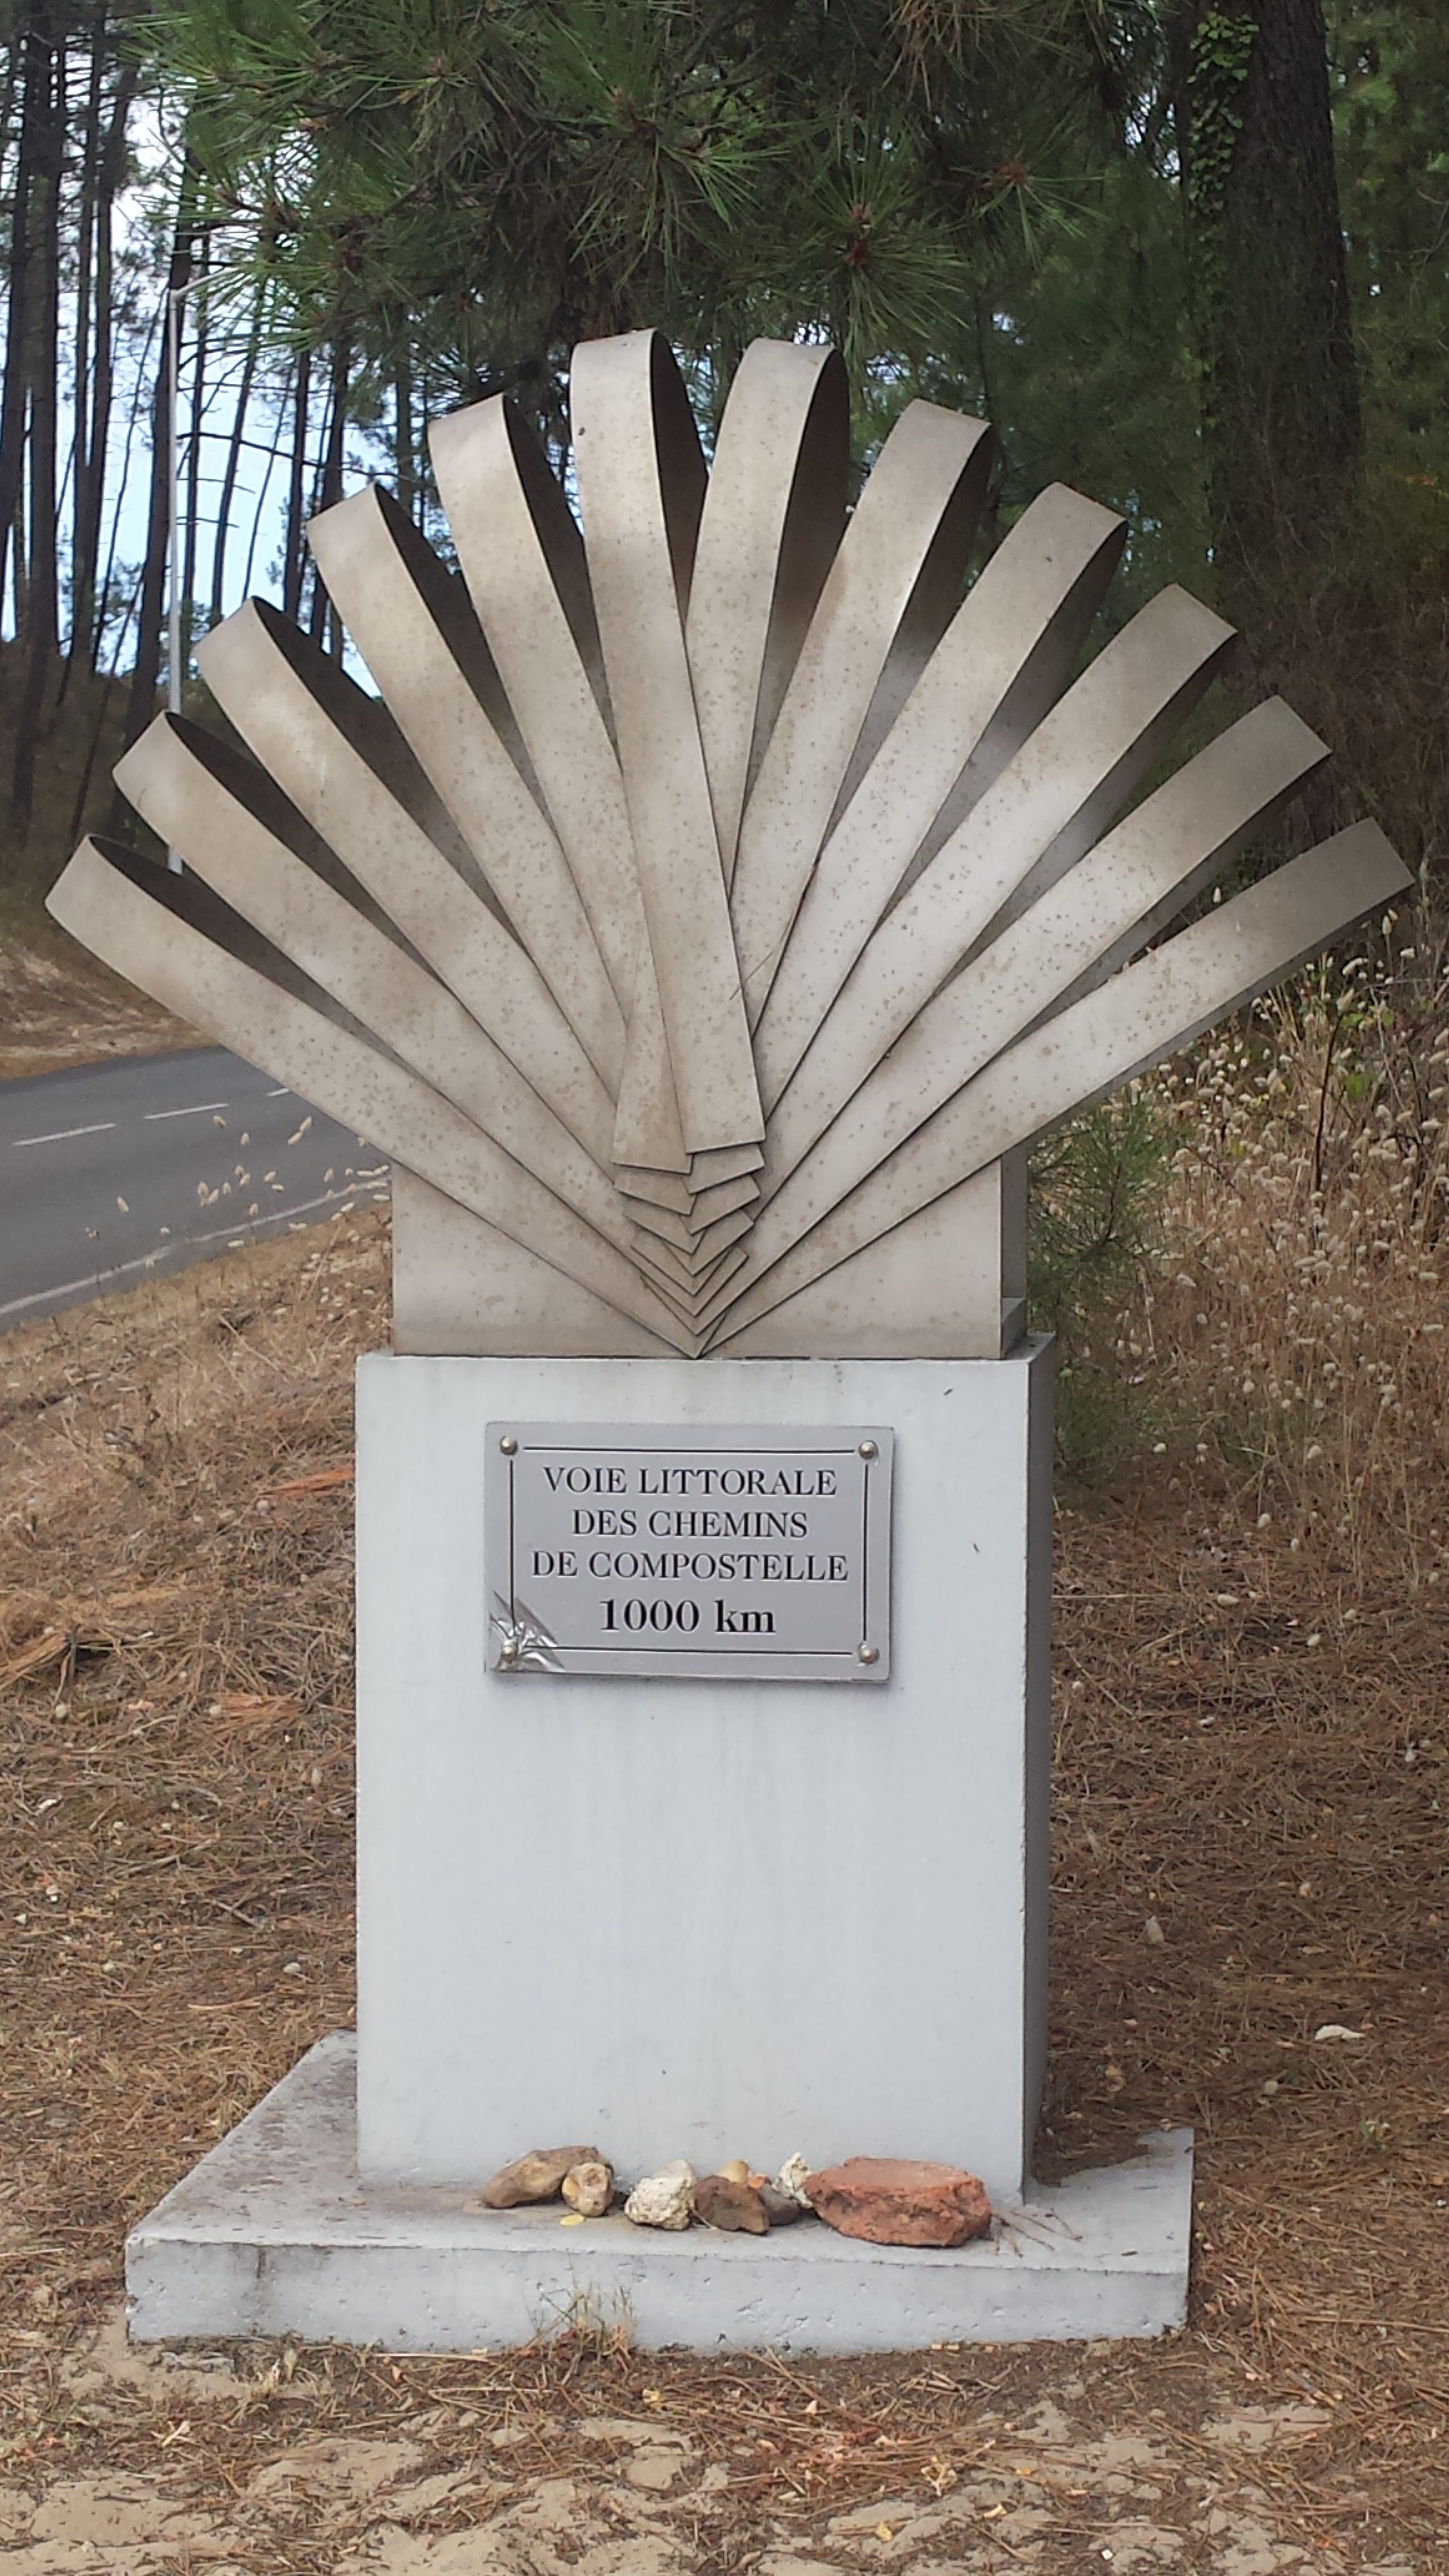 VOIE LITTORALE
DES CHEMINS
DE COMPOSTELLE
1000 km